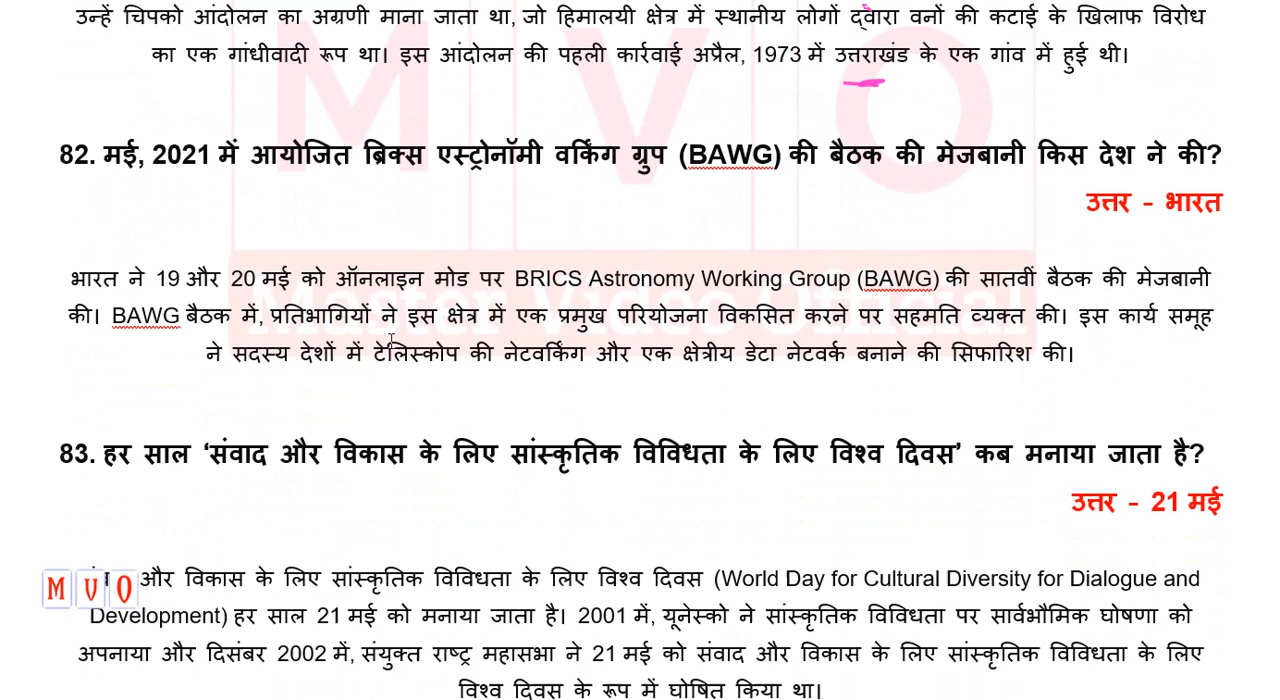 उन्हें चिपको आंदोलन का अग्रणी माना जाता था, जो हिमालयी क्षेत्र में स्थानीय लोगों द्वारा वनों की कटाई के खिलाफ विरोध
का एक गांधीवादी रूप था। इस आंदोलन की पहली कार्रवाई अप्रैल, 1973 में उत्तराखंड के एक गांव में हुई थी।
82. मई, 2021 में आयोजित ब्रिक्स एस्ट्रोनॉमी वर्किंग ग्रुप (BAWG) की बैठक की मेजबानी किस देश ने की?
उत्तर - भारत
भारत ने 19 और 20 मई को ऑनलाइन मोड पर BRICS Astronomy Working Group (BAWG) की सातवीं बैठक की मेजबानी
की। BAWG बैठक में, प्रतिभागियों ने इस क्षेत्र में एक प्रमुख परियोजना विकसित करने पर सहमति व्यक्त की। इस कार्य समूह
ने सदस्य देशों में टेलिस्कोप की नेटवर्किंग और एक क्षेत्रीय डेटा नेटवर्क बनाने की सिफारिश की।
83. हर साल ‘संवाद और विकास के लिए सांस्कृतिक विविधता के लिए विश्व दिवस’ कब मनाया जाता है?
उत्तर - 21 मई
और विकास के लिए सांस्कृतिक विविधता के लिए विश्व दिवस (World Day for Cultural Diversity for Dialogue and
Development) हर साल 21 मई को मनाया जाता है। 2001 में, यूनेस्को ने सांस्कृतिक विविधता पर सार्वभौमिक घोषणा को
अपनाया और दिसंबर 2002 में, संयुक्त राष्ट्र महासभा ने 21 मई को संवाद और विकास के लिए सांस्कृतिक विविधता के लिए
विश्व दिवस के रूप में घोषित किया था।
MVO
Master Video Official
M V O